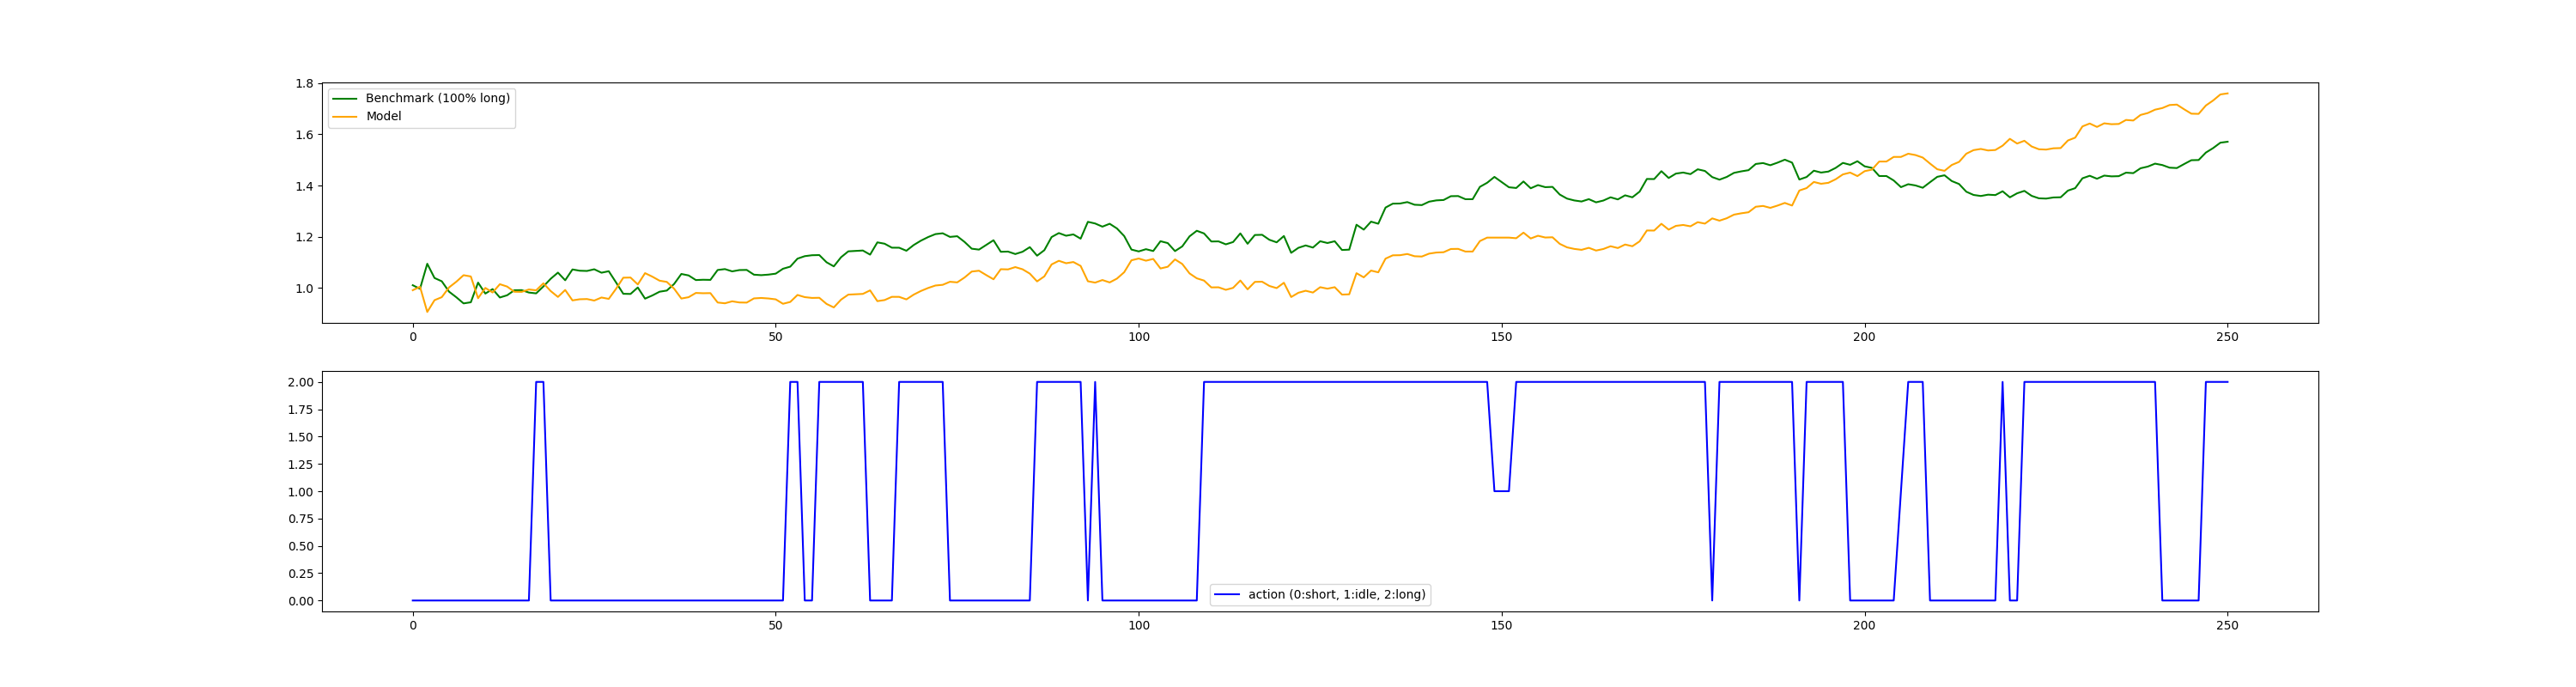 1.8
Benchmark (100% long)
Model
1.6
1.4
1.2
1.0
0 50 100 150 200 250
2.00
1.75
1.50
1.25
1.00
0.75
0.50
0.25
0.00
action (0:short, 1:idle, 2:long)
0 50 100 150 200 250